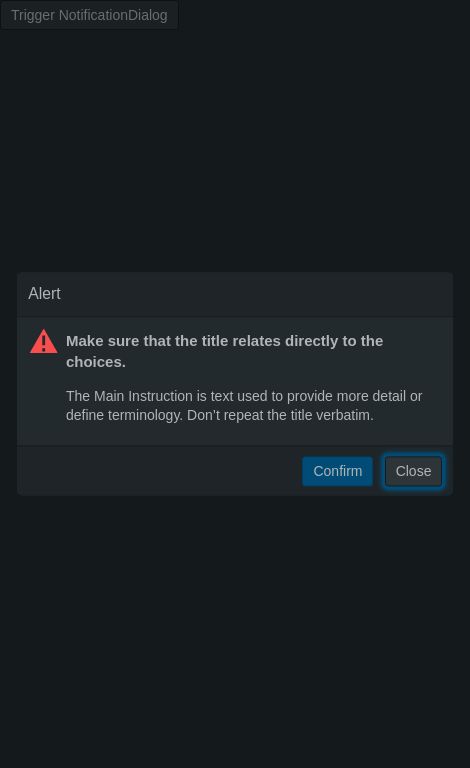 Trigger NotificationDialog
Alert
Make sure that the title relates directly to the
choices.
The Main Instruction is text used to provide more detail or
define terminology. Don’t repeat the title verbatim.
Confirm
Close